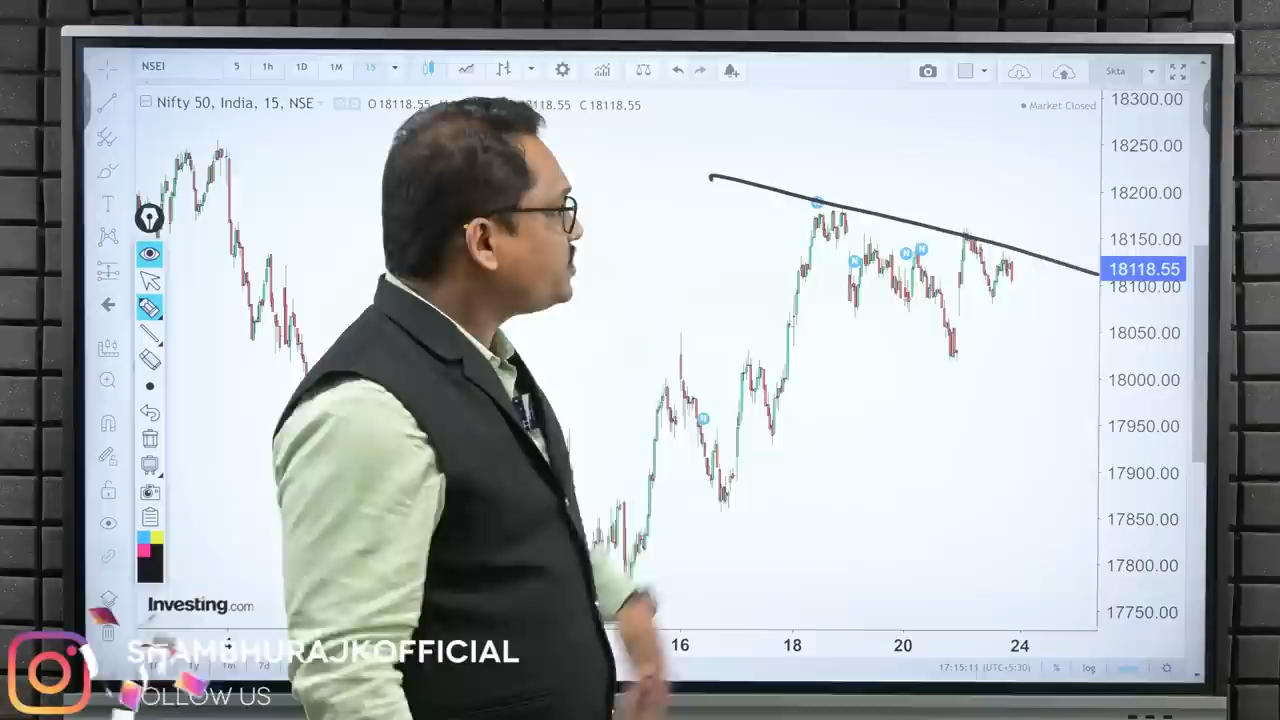 NSEI 5 1h 1D 1M 15 Skta
Nifty 50, India, 15, NSE O18118.55 18118.55 C18118.55
Market Closed
18300.00
18250.00
18200.00
18150.00
18118.55
18100.00
18050.00
18000.00
17950.00
17900.00
17850.00
17800.00
17750.00
N
N
N
N
N
Investing.com
16 18 20 24
17:15:11 (UTC+5:30) % log
SHAMBHURAJKOFFICIAL
FOLLOW US